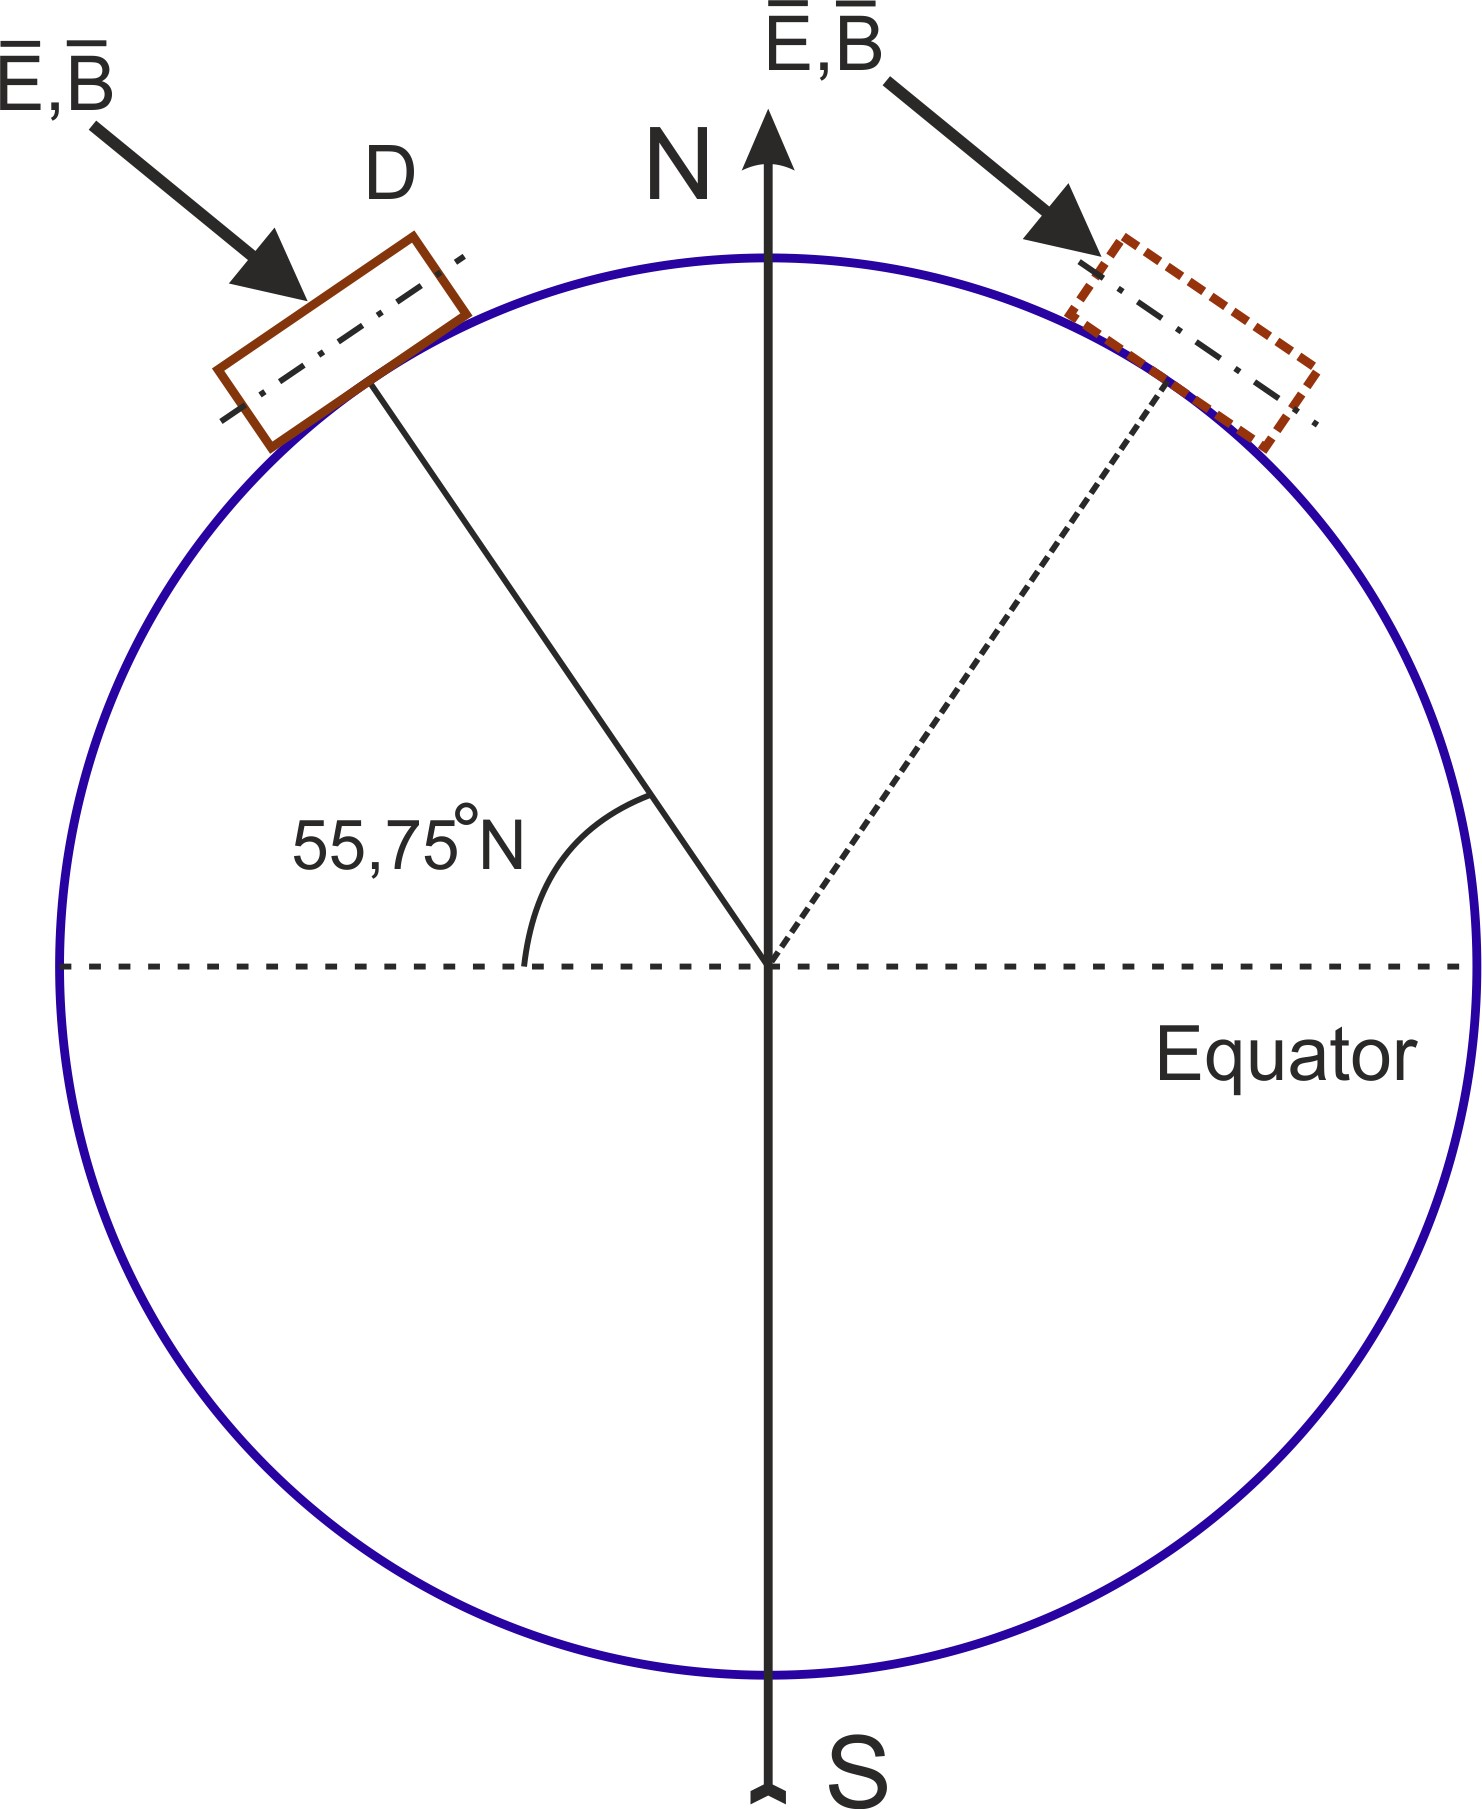 E̅,B̅
E̅,B̅
D
N
55,75°N
Equator
S